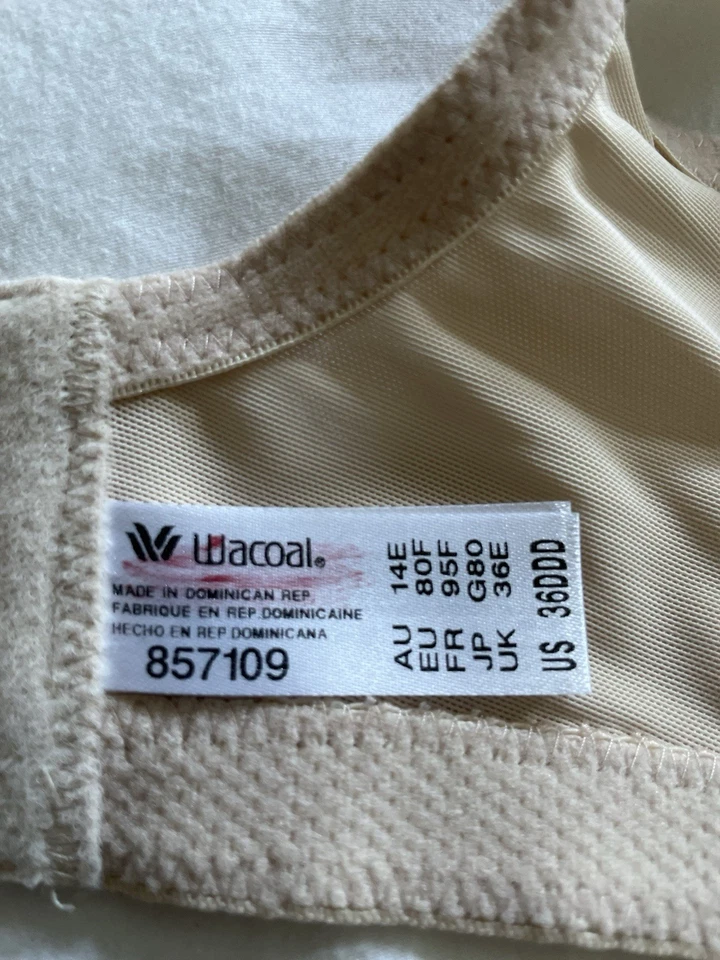 Wacoal®
MADE IN DOMINICAN REP.
FABRIQUE EN REP.DOMINICAINE
HECHO EN REP DOMINICANA
857109
AU 14E
EU 80F
FR 95F
JP G80
UK 36E
US 36DDD